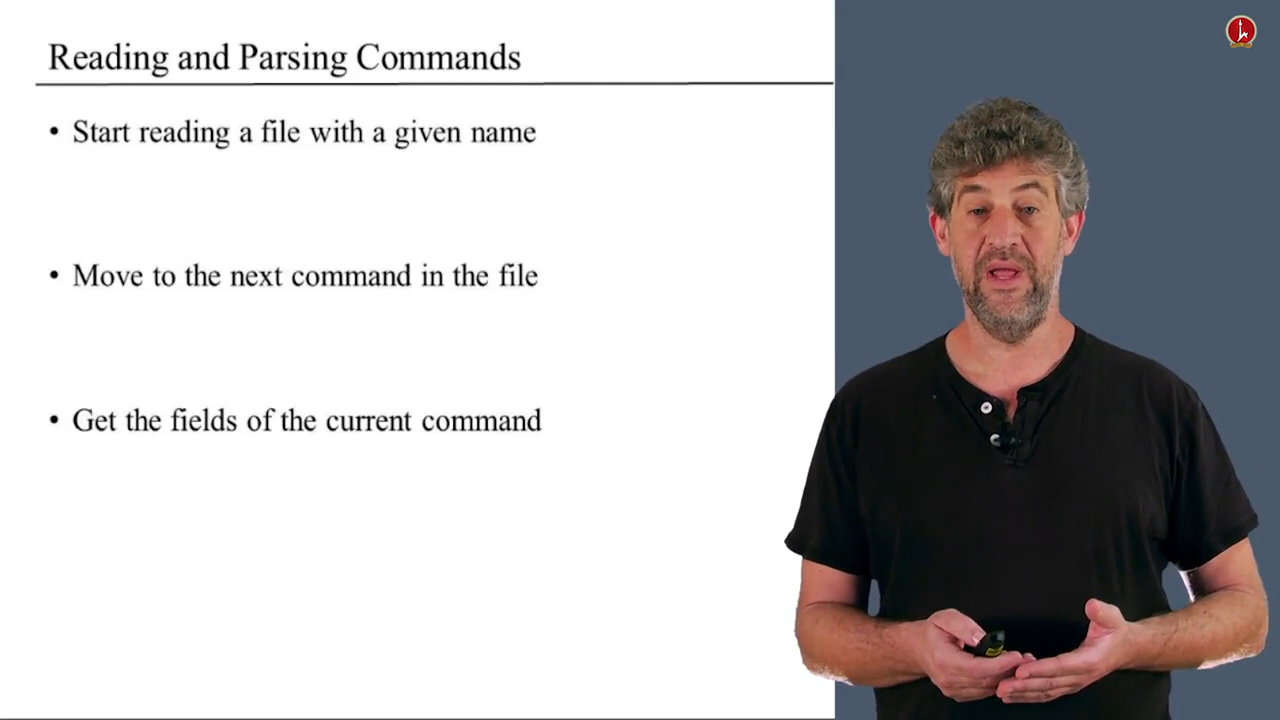 Reading and Parsing Commands
• Start reading a file with a given name
• Move to the next command in the file
• Get the fields of the current command